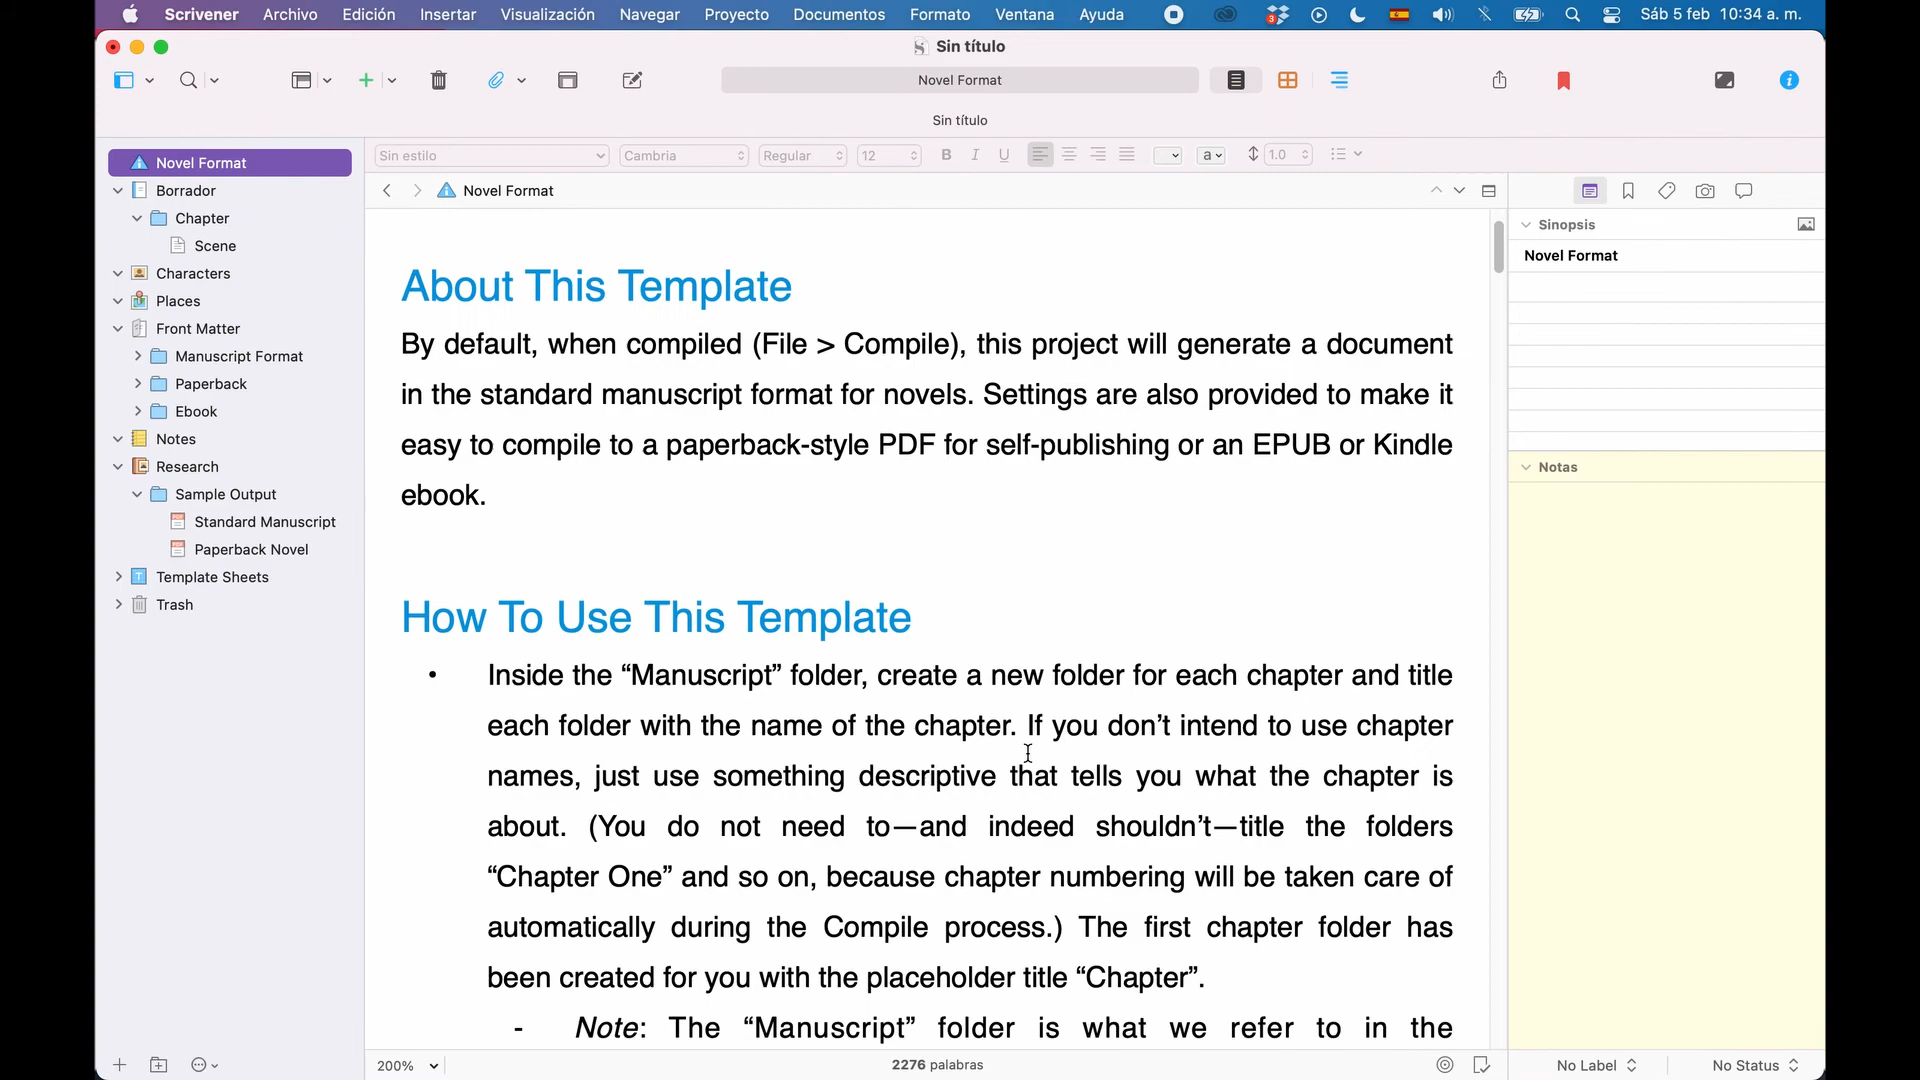 Scrivener Archivo Edición Insertar Visualización Navegar Proyecto Documentos Formato Ventana Ayuda 3 Sáb 5 feb 10:34 a. m.
Sin título
Novel Format
Sin título
Sin estilo Cambria Regular 12 B I U a 1.0
Novel Format
Borrador
Chapter
Scene
Characters
Places
Front Matter
Manuscript Format
Paperback
Ebook
Notes
Research
Sample Output
Standard Manuscript
Paperback Novel
Template Sheets
Trash
Novel Format
About This Template
By default, when compiled (File > Compile), this project will generate a document
in the standard manuscript format for novels. Settings are also provided to make it
easy to compile to a paperback-style PDF for self-publishing or an EPUB or Kindle
ebook.
How To Use This Template
• Inside the “Manuscript” folder, create a new folder for each chapter and title
each folder with the name of the chapter. If you don’t intend to use chapter
names, just use something descriptive that tells you what the chapter is
about. (You do not need to—and indeed shouldn’t—title the folders
“Chapter One” and so on, because chapter numbering will be taken care of
automatically during the Compile process.) The first chapter folder has
been created for you with the placeholder title “Chapter”.
- Note: The “Manuscript” folder is what we refer to in the
Sinopsis
Novel Format
Notas
200% 2276 palabras No Label No Status